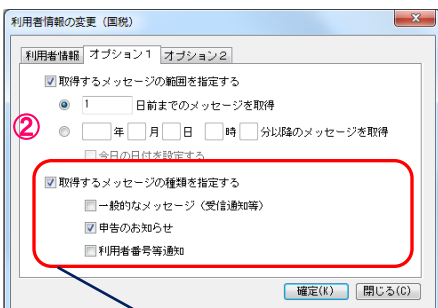 利用者情報の変更（国税）
利用者情報 オプション１ オプション２
取得するメッセージの範囲を指定する
1 日前までのメッセージを取得
②
年 月 日 時 分以降のメッセージを取得
今日の日付を設定する
取得するメッセージの種類を指定する
一般的なメッセージ（受信通知等）
申告のお知らせ
利用者番号等通知
確定(K) 閉じる(C)